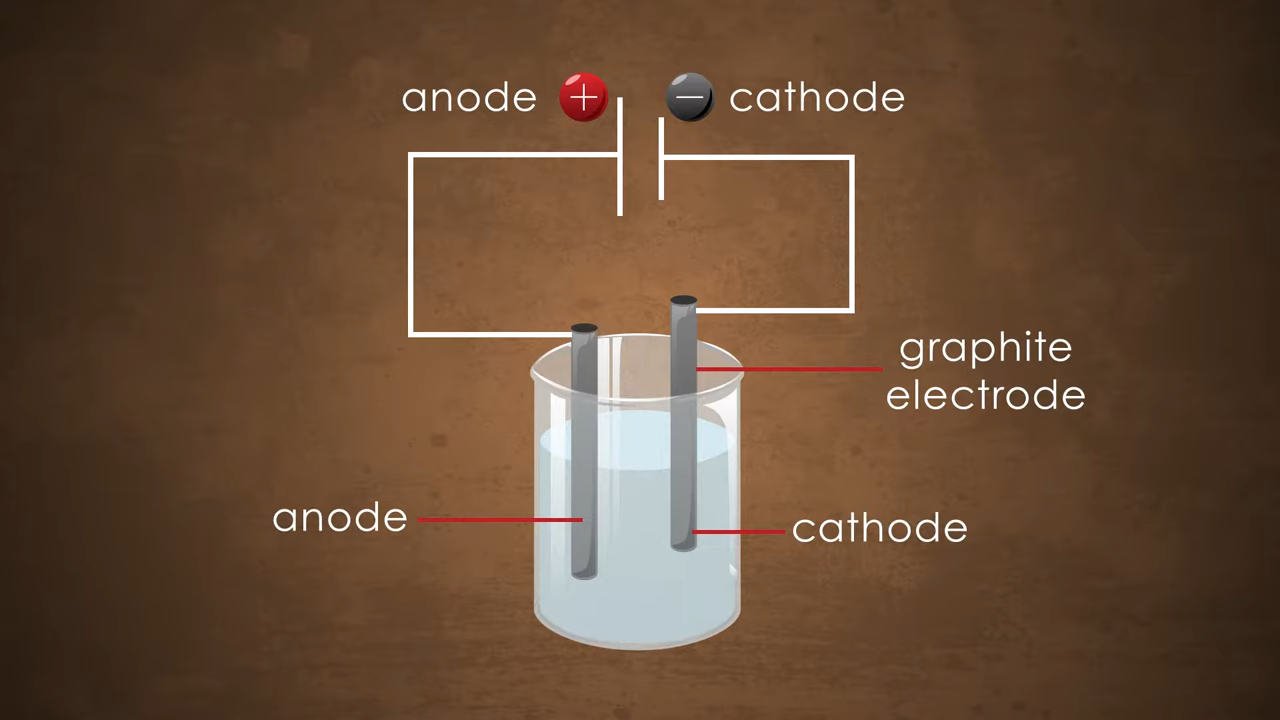 anode + − cathode
graphite
electrode
anode
cathode